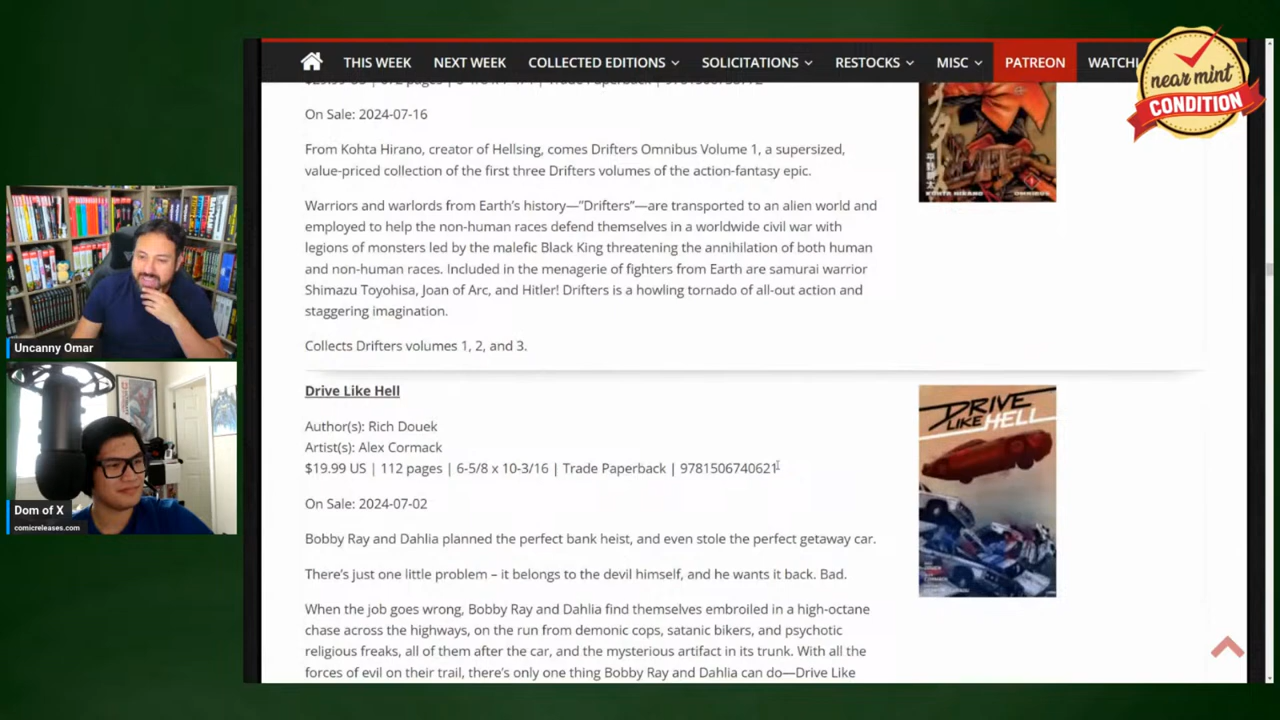 THIS WEEK NEXT WEEK COLLECTED EDITIONS SOLICITATIONS RESTOCKS MISC PATREON
near mint
CONDITION
On Sale: 2024-07-16
From Kohta Hirano, creator of Hellsing, comes Drifters Omnibus Volume 1, a supersized,
value-priced collection of the first three Drifters volumes of the action-fantasy epic.
Warriors and warlords from Earth's history—"Drifters"—are transported to an alien world and
employed to help the non-human races defend themselves in a worldwide civil war with
legions of monsters led by the malefic Black King threatening the annihilation of both human
and non-human races. Included in the menagerie of fighters from Earth are samurai warrior
Shimazu Toyohisa, Joan of Arc, and Hitler! Drifters is a howling tornado of all-out action and
staggering imagination.
Collects Drifters volumes 1, 2, and 3.
KOHTA HIRANO OMNIBUS
Uncanny Omar
Dom of X
comicreleases.com
Drive Like Hell
Author(s): Rich Douek
Artist(s): Alex Cormack
$19.99 US | 112 pages | 6-5/8 x 10-3/16 | Trade Paperback | 9781506740621
On Sale: 2024-07-02
Bobby Ray and Dahlia planned the perfect bank heist, and even stole the perfect getaway car.
There's just one little problem – it belongs to the devil himself, and he wants it back. Bad.
When the job goes wrong, Bobby Ray and Dahlia find themselves embroiled in a high-octane
chase across the highways, on the run from demonic cops, satanic bikers, and psychotic
religious freaks, all of them after the car, and the mysterious artifact in its trunk. With all the
forces of evil on their trail, there's only one thing Bobby Ray and Dahlia can do—Drive Like
DRIVE
LIKE HELL